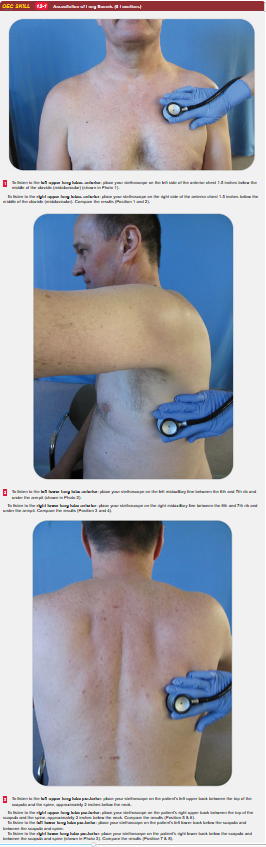 OEC SKILL 13-1 Auscultation of Lung Sounds (8 Locations)
1 To listen to the left upper lung lobes anterior: place your stethoscope on the left side of the anterior chest 1.5 inches below the
middle of the clavicle (midclavicular) (shown in Photo 1).
To listen to the right upper lung lobes anterior: place your stethoscope on the right side of the anterior chest 1.5 inches below the
middle of the clavicle (midclavicular). Compare the results (Position 1 and 2).
2 To listen to the left lower lung lobe anterior: place your stethoscope on the left midaxillary line between the 6th and 7th rib and
under the armpit (shown in Photo 2).
To listen to the right lower lung lobe anterior: place your stethoscope on the right midaxillary line between the 6th and 7th rib and
under the armpit. Compare the results (Position 3 and 4).
3 To listen to the left upper lung lobe posterior: place your stethoscope on the patient's left upper back between the top of the
scapula and the spine, approximately 2 inches below the neck.
To listen to the right upper lung lobe posterior: place your stethoscope on the patient's right upper back between the top of the
scapula and the spine, approximately 2 inches below the neck. Compare the results (Position 5 & 6).
To listen to the left lower lung lobe posterior: place your stethoscope on the patient's left lower back below the scapula and
between the scapula and spine.
To listen to the right lower lung lobe posterior: place your stethoscope on the patient's right lower back below the scapula and
between the scapula and spine (shown in Photo 3). Compare the results (Position 7 & 8).